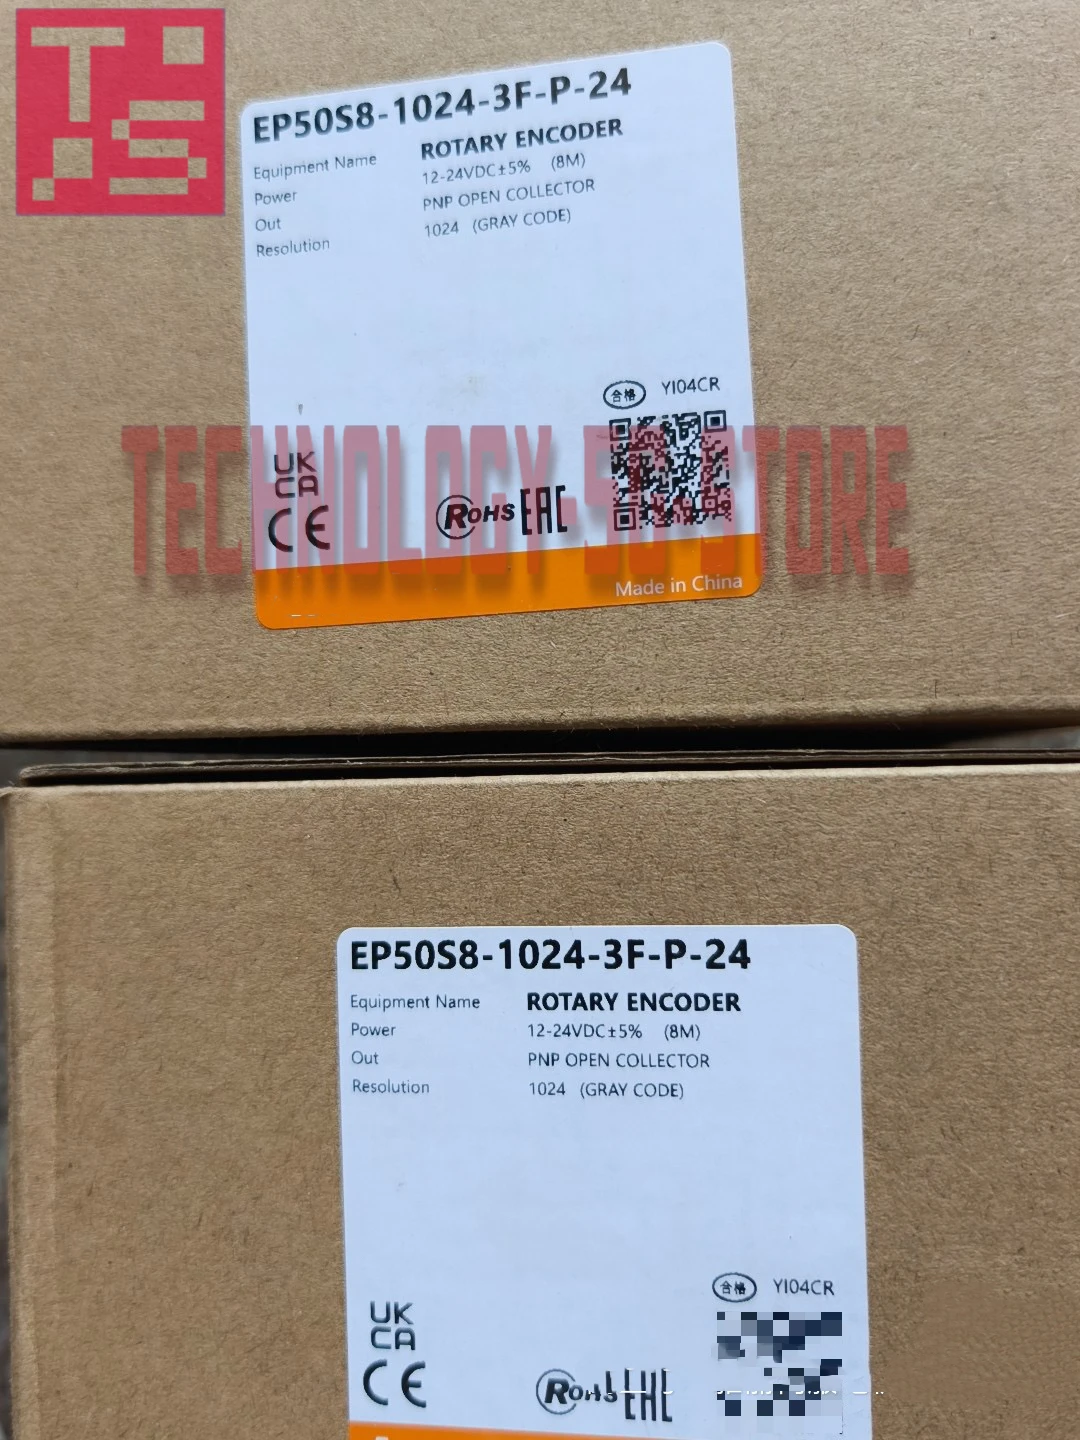 T.
:S
EP50S8-1024-3F-P-24
Equipment Name ROTARY ENCODER
Power 12-24VDC±5% (8M)
Out PNP OPEN COLLECTOR
Resolution 1024 (GRAY CODE)
合格 YI04CR
TECHNOLOGY-SG-STORE
UK
CA
CE RoHS EAC
Made in China
EP50S8-1024-3F-P-24
Equipment Name ROTARY ENCODER
Power 12-24VDC±5% (8M)
Out PNP OPEN COLLECTOR
Resolution 1024 (GRAY CODE)
合格 YI04CR
UK
CA
CE RoHS EAC